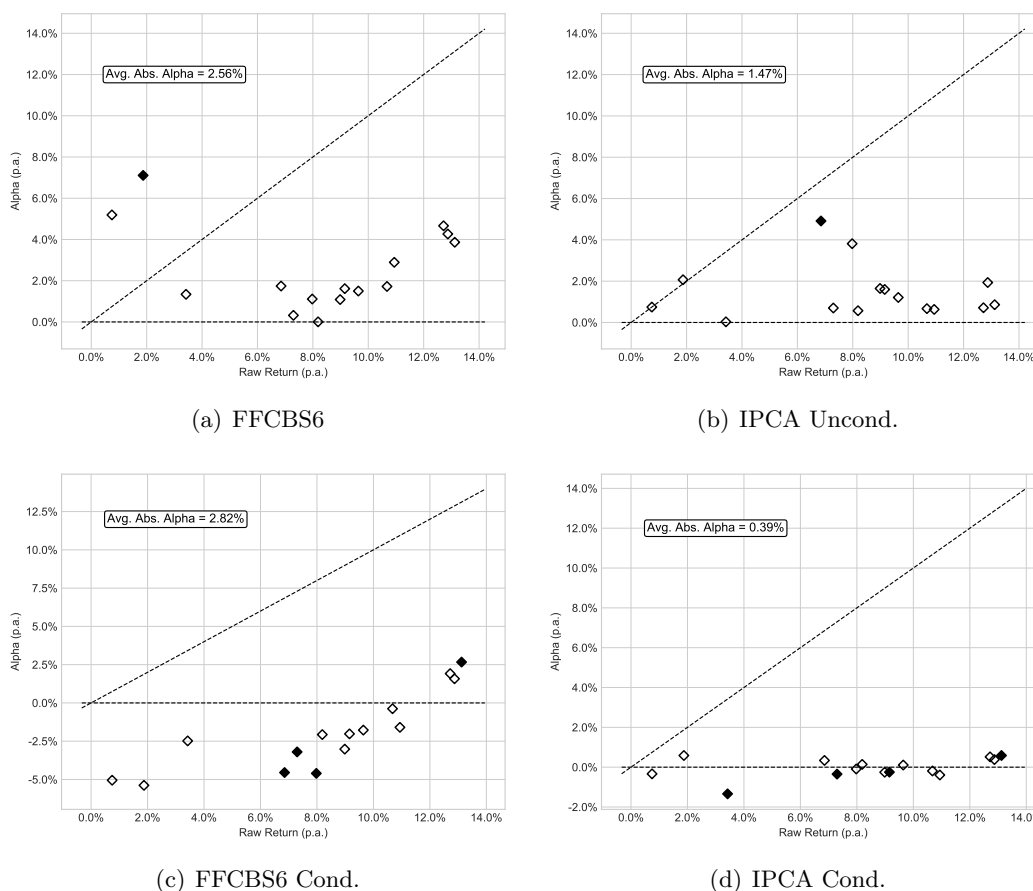 14.0%
12.0%
Avg. Abs. Alpha = 2.56%
10.0%
8.0%
6.0%
4.0%
2.0%
0.0%
Alpha (p.a.)
0.0% 2.0% 4.0% 6.0% 8.0% 10.0% 12.0% 14.0%
Raw Return (p.a.)
(a) FFCBS6
14.0%
12.0%
Avg. Abs. Alpha = 1.47%
10.0%
8.0%
6.0%
4.0%
2.0%
0.0%
Alpha (p.a.)
0.0% 2.0% 4.0% 6.0% 8.0% 10.0% 12.0% 14.0%
Raw Return (p.a.)
(b) IPCA Uncond.
12.5%
Avg. Abs. Alpha = 2.82%
10.0%
7.5%
5.0%
2.5%
0.0%
-2.5%
-5.0%
Alpha (p.a.)
0.0% 2.0% 4.0% 6.0% 8.0% 10.0% 12.0% 14.0%
Raw Return (p.a.)
(c) FFCBS6 Cond.
14.0%
12.0%
Avg. Abs. Alpha = 0.39%
10.0%
8.0%
6.0%
4.0%
2.0%
0.0%
-2.0%
Alpha (p.a.)
0.0% 2.0% 4.0% 6.0% 8.0% 10.0% 12.0% 14.0%
Raw Return (p.a.)
(d) IPCA Cond.